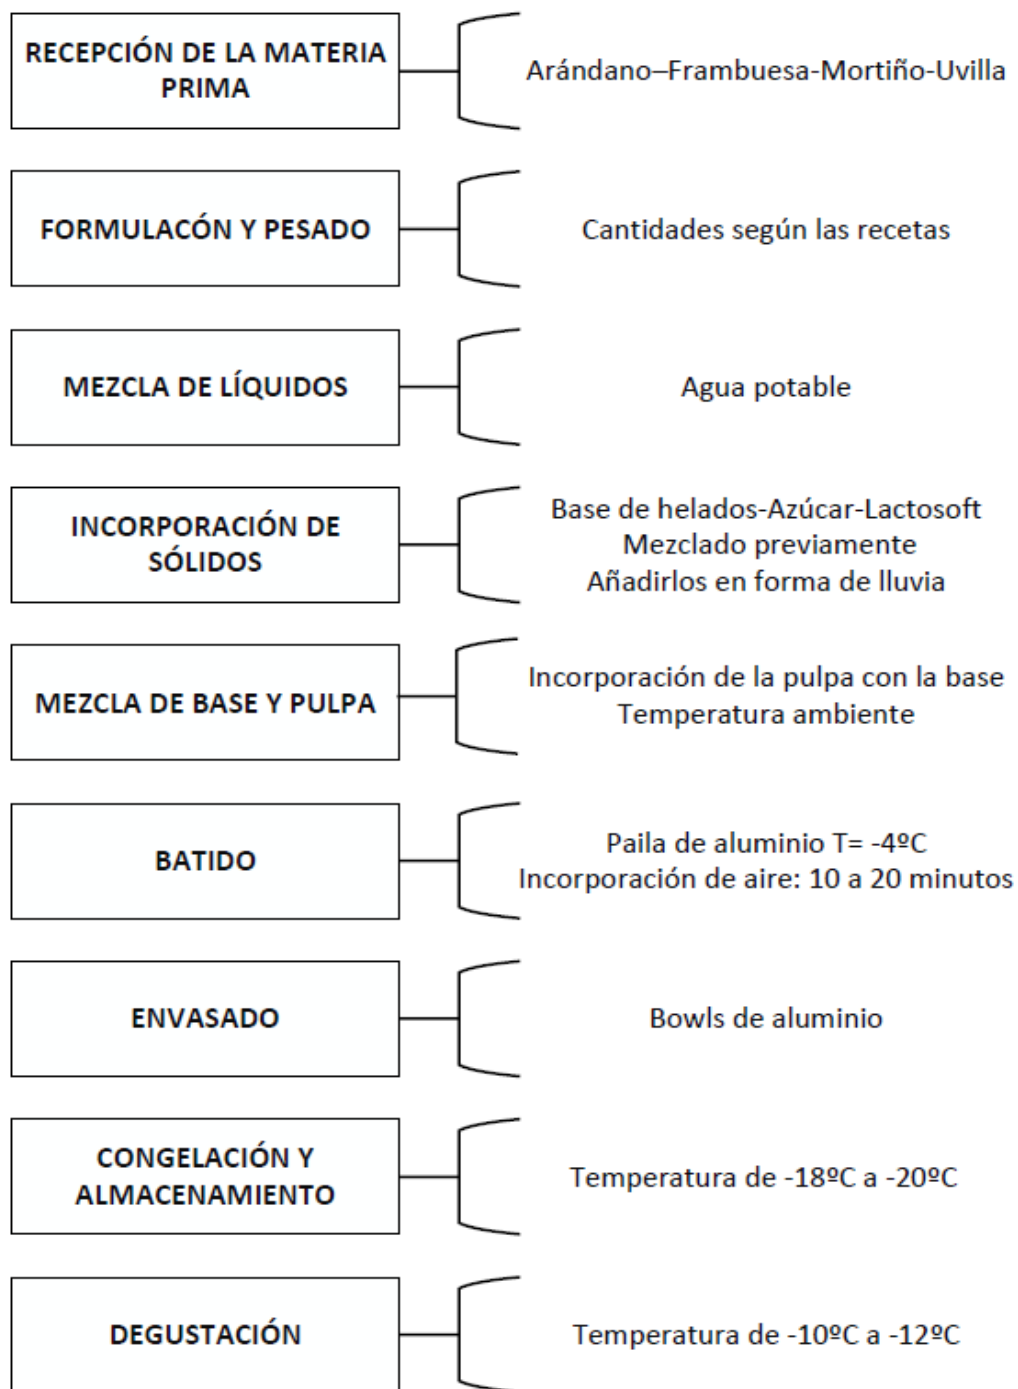 RECEPCIÓN DE LA MATERIA
PRIMA
Arándano–Frambuesa-Mortiño-Uvilla
FORMULACÓN Y PESADO
Cantidades según las recetas
MEZCLA DE LÍQUIDOS
Agua potable
INCORPORACIÓN DE
SÓLIDOS
Base de helados-Azúcar-Lactosoft
Mezclado previamente
Añadirlos en forma de lluvia
MEZCLA DE BASE Y PULPA
Incorporación de la pulpa con la base
Temperatura ambiente
BATIDO
Paila de aluminio T= -4ºC
Incorporación de aire: 10 a 20 minutos
ENVASADO
Bowls de aluminio
CONGELACIÓN Y
ALMACENAMIENTO
Temperatura de -18ºC a -20ºC
DEGUSTACIÓN
Temperatura de -10ºC a -12ºC